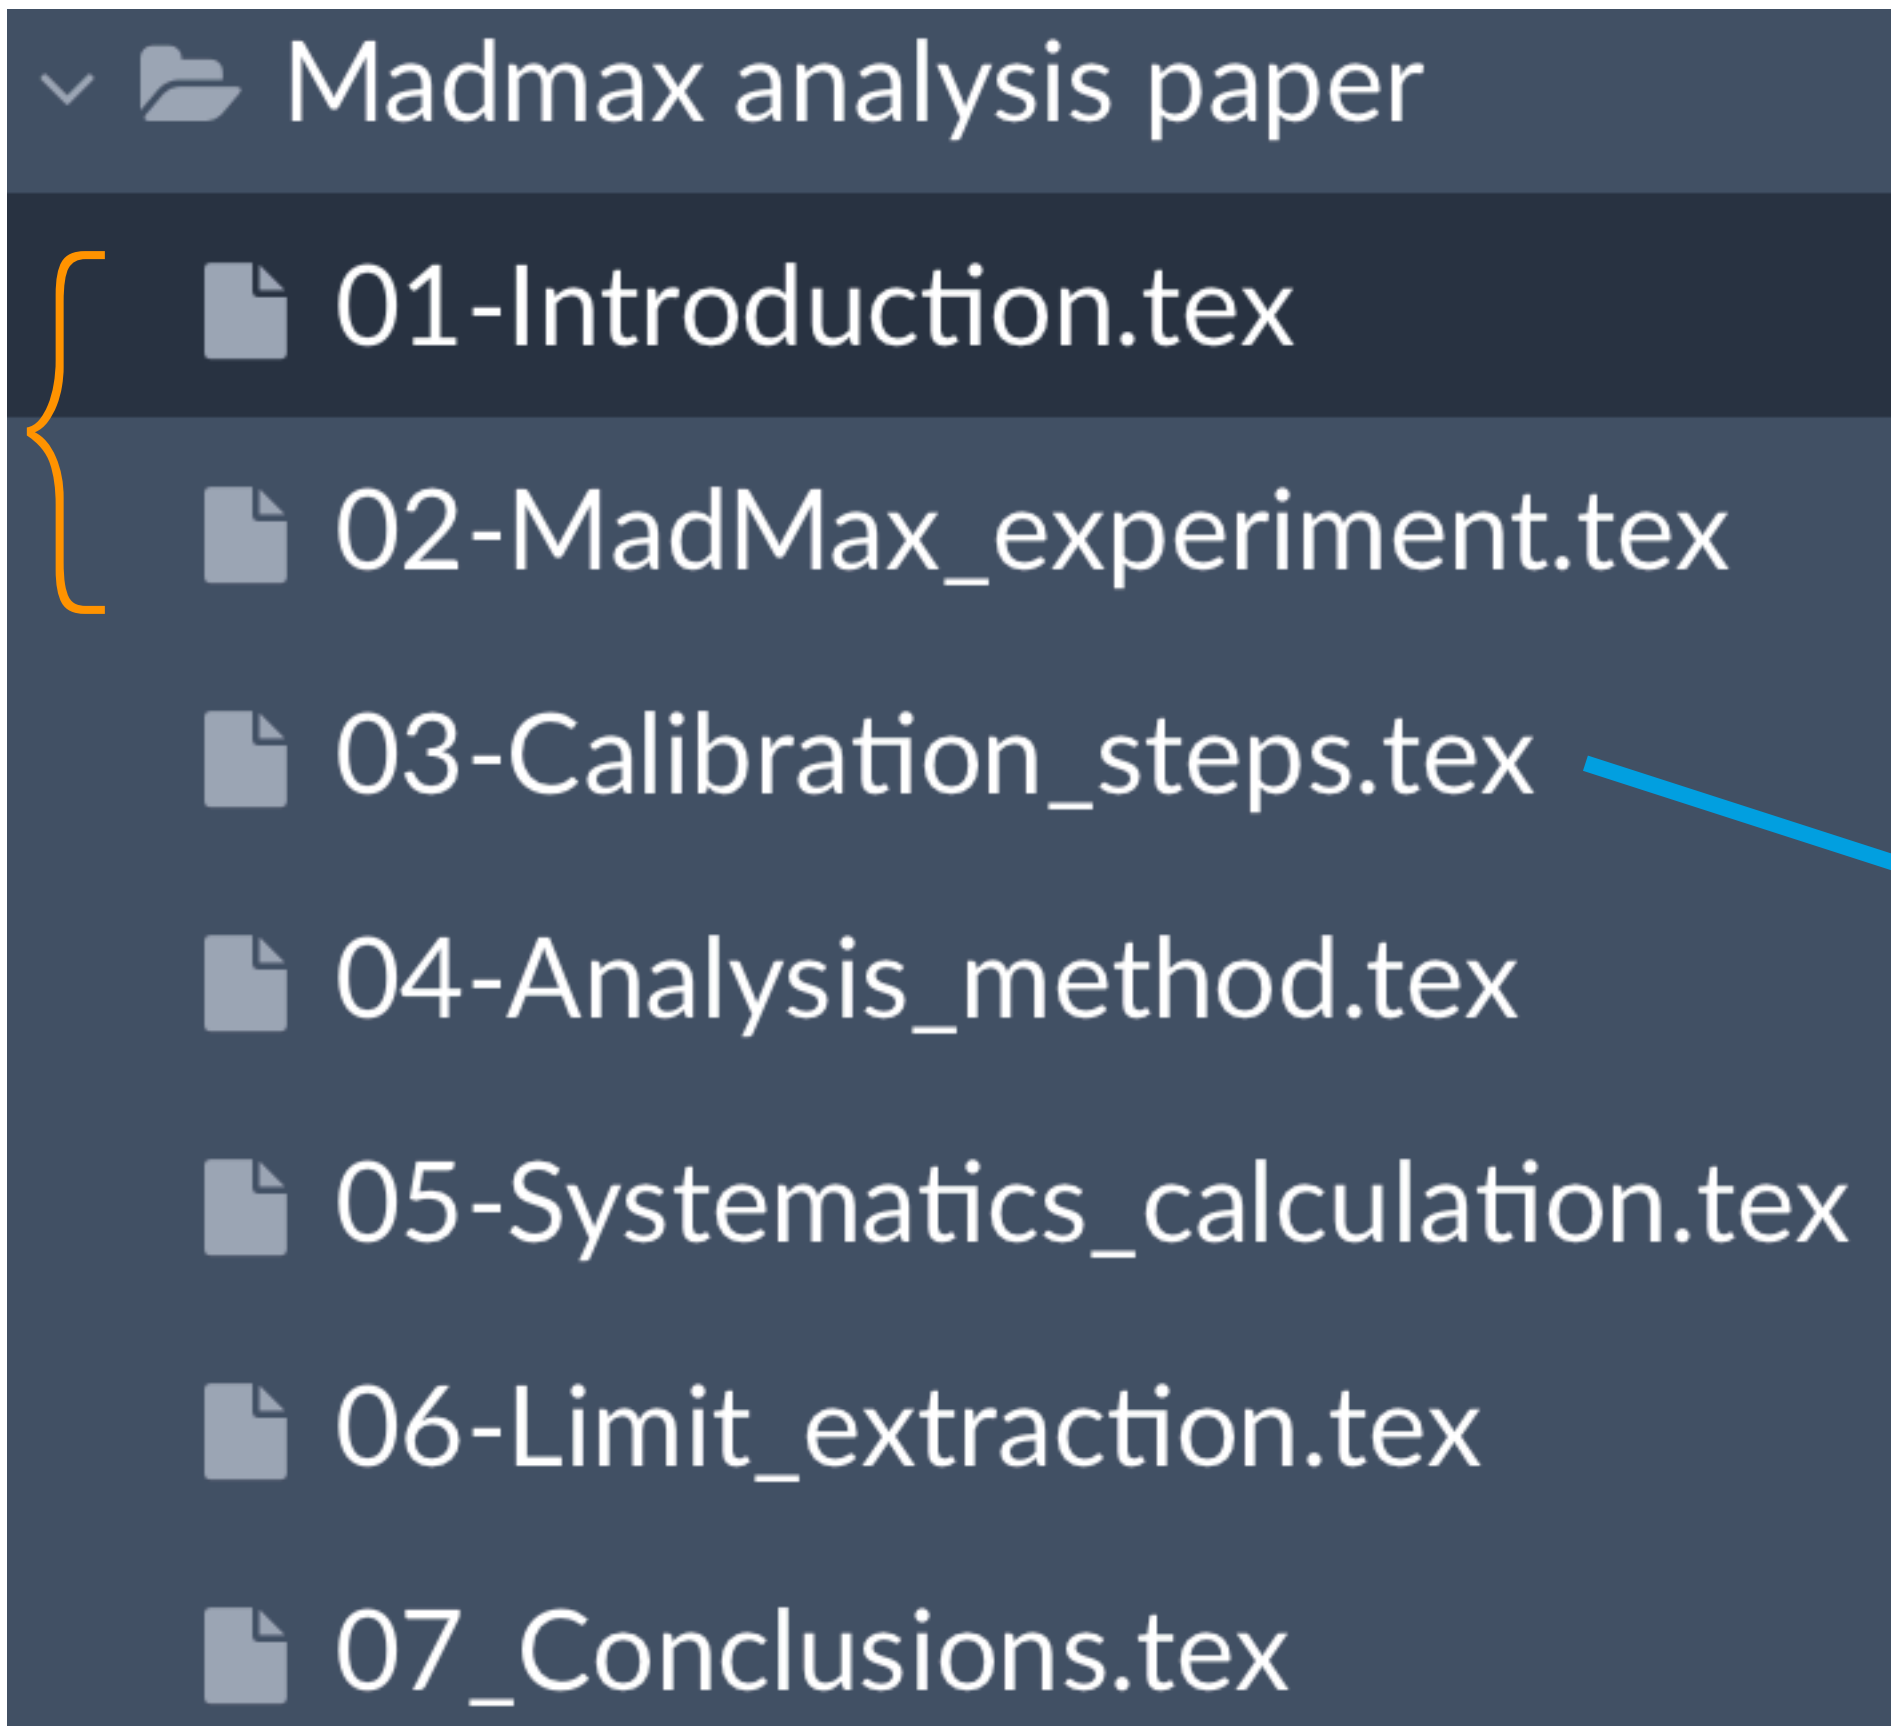 Madmax analysis paper
01-Introduction.tex
02-MadMax_experiment.tex
03-Calibration_steps.tex
04-Analysis_method.tex
05-Systematics_calculation.tex
06-Limit_extraction.tex
07_Conclusions.tex